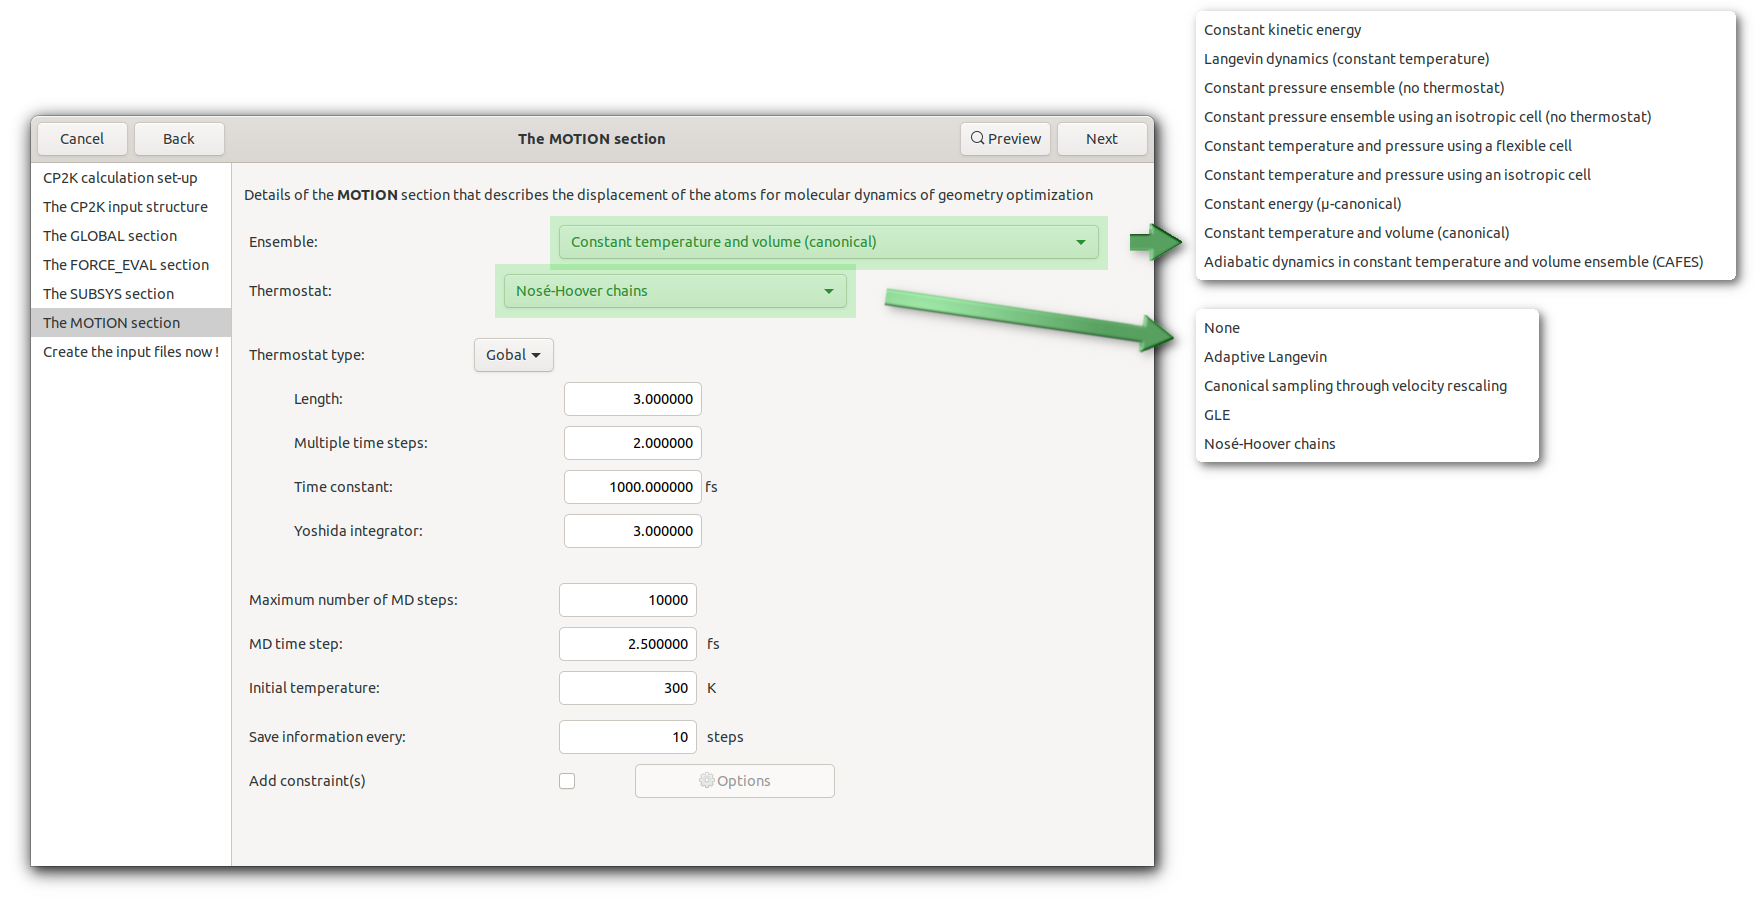 Cancel
Back
The MOTION section
Preview
Next
CP2K calculation set-up
The CP2K input structure
The GLOBAL section
The FORCE_EVAL section
The SUBSYS section
The MOTION section
Create the input files now!
Details of the MOTION section that describes the displacement of the atoms for molecular dynamics of geometry optimization
Ensemble: Constant temperature and volume (canonical)
Thermostat: Nosé-Hoover chains
Thermostat type: Gobal
Length: 3.000000
Multiple time steps: 2.000000
Time constant: 1000.000000 fs
Yoshida integrator: 3.000000
Maximum number of MD steps: 10000
MD time step: 2.500000 fs
Initial temperature: 300 K
Save information every: 10 steps
Add constraint(s) Options
Constant kinetic energy
Langevin dynamics (constant temperature)
Constant pressure ensemble (no thermostat)
Constant pressure ensemble using an isotropic cell (no thermostat)
Constant temperature and pressure using a flexible cell
Constant temperature and pressure using an isotropic cell
Constant energy (μ-canonical)
Constant temperature and volume (canonical)
Adiabatic dynamics in constant temperature and volume ensemble (CAFES)
None
Adaptive Langevin
Canonical sampling through velocity rescaling
GLE
Nosé-Hoover chains